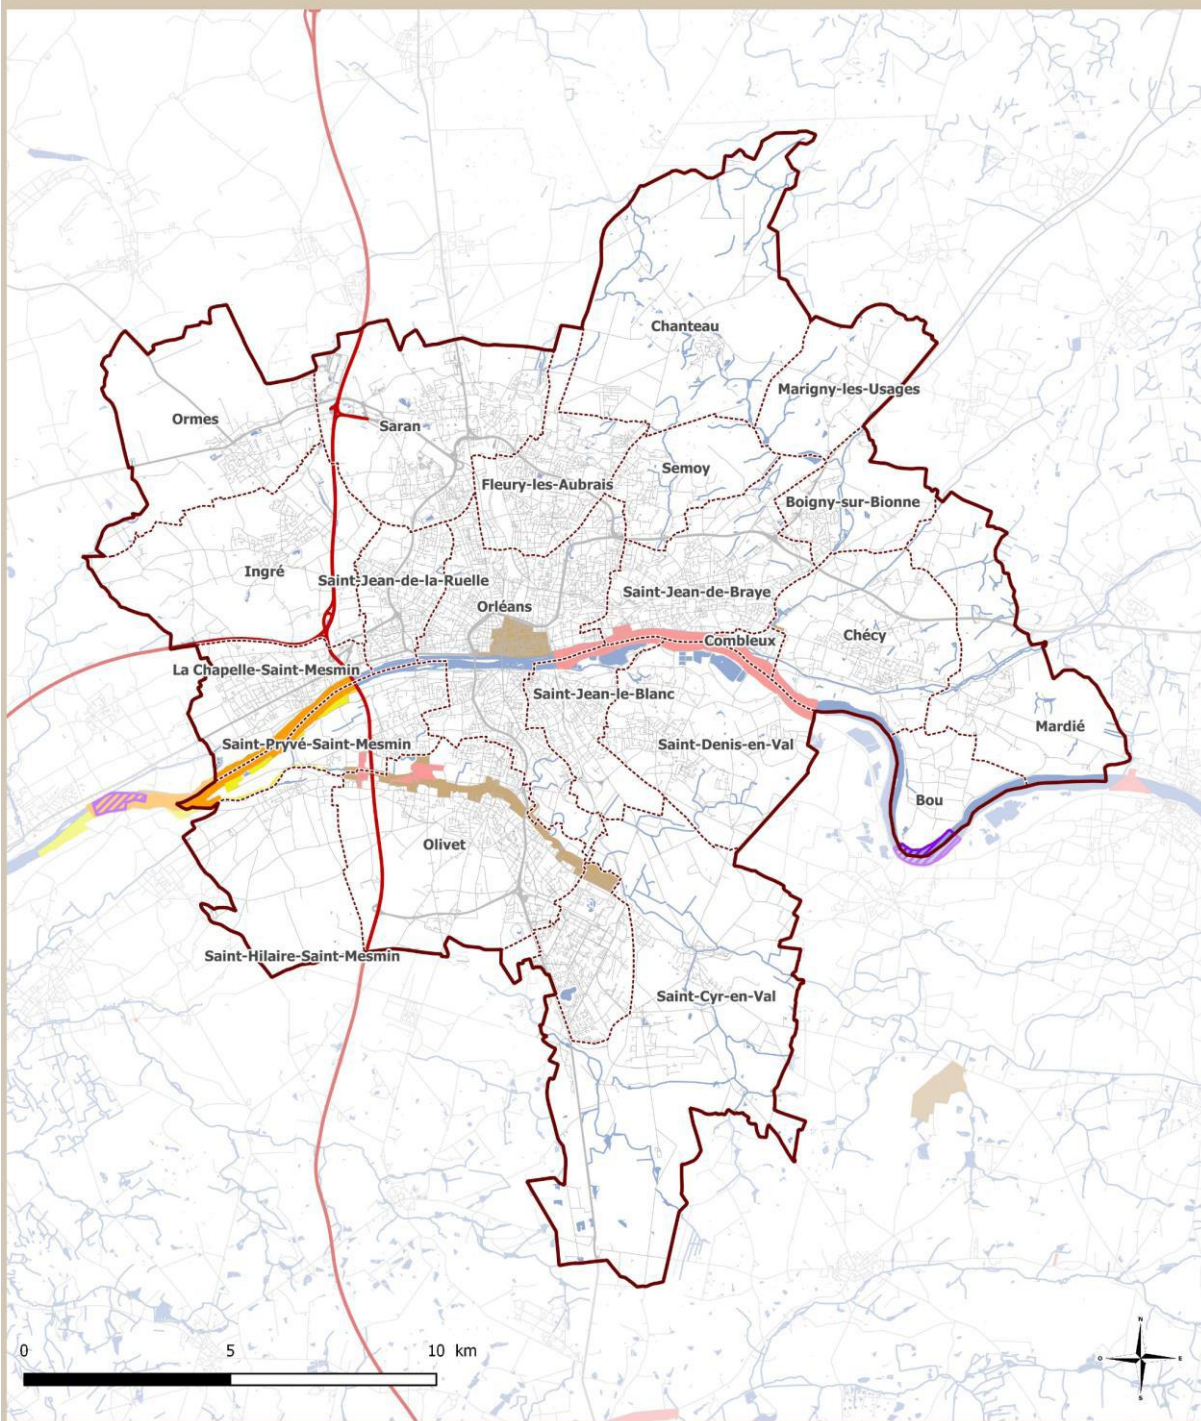 Chanteau
Marigny-les-Usages
Ormes
Saran
Semoy
Fleury-les-Aubrais
Boigny-sur-Bionne
Ingré
Saint-Jean-de-la-Ruelle
Saint-Jean-de-Braye
Orléans
Chécy
Combleux
La Chapelle-Saint-Mesmin
Saint-Jean-le-Blanc
Mardié
Saint-Pryvé-Saint-Mesmin
Saint-Denis-en-Val
Bou
Olivet
Saint-Hilaire-Saint-Mesmin
Saint-Cyr-en-Val
N
O
E
S
0 5 10 km